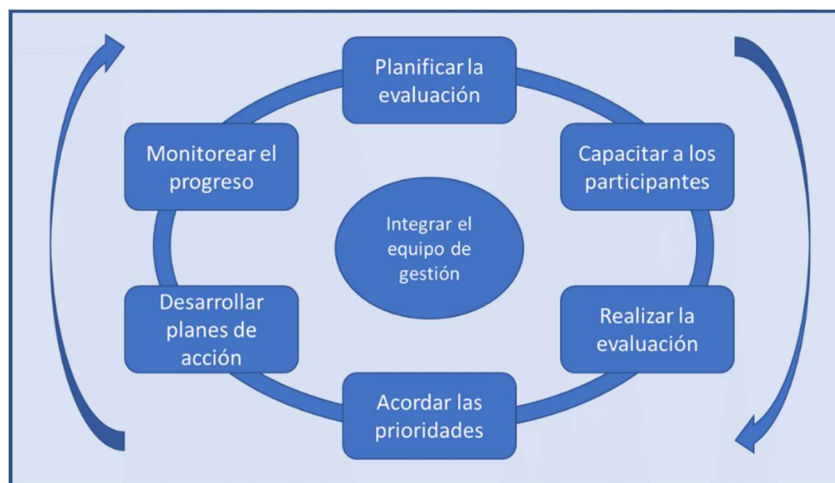 Planificar la
evaluación
Capacitar a los
participantes
Realizar la
evaluación
Acordar las
prioridades
Desarrollar
planes de
acción
Monitorear el
progreso
Integrar el
equipo de
gestión